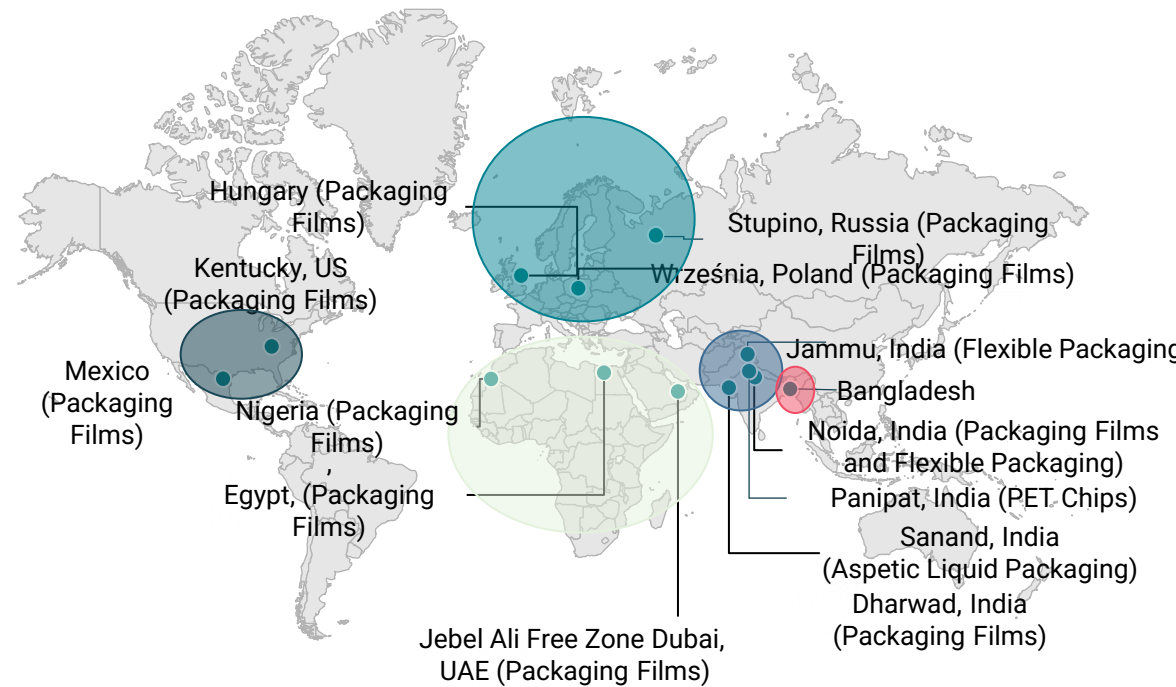 Hungary (Packaging
Films)
Kentucky, US
(Packaging Films)
Mexico
(Packaging
Films)
Nigeria (Packaging
Films)
,
Egypt, (Packaging
Films)
Jebel Ali Free Zone Dubai,
UAE (Packaging Films)
Stupino, Russia (Packaging
Films)
Września, Poland (Packaging Films)
Jammu, India (Flexible Packaging
Bangladesh
Noida, India (Packaging Films
and Flexible Packaging)
Panipat, India (PET Chips)
Sanand, India
(Aspetic Liquid Packaging)
Dharwad, India
(Packaging Films)